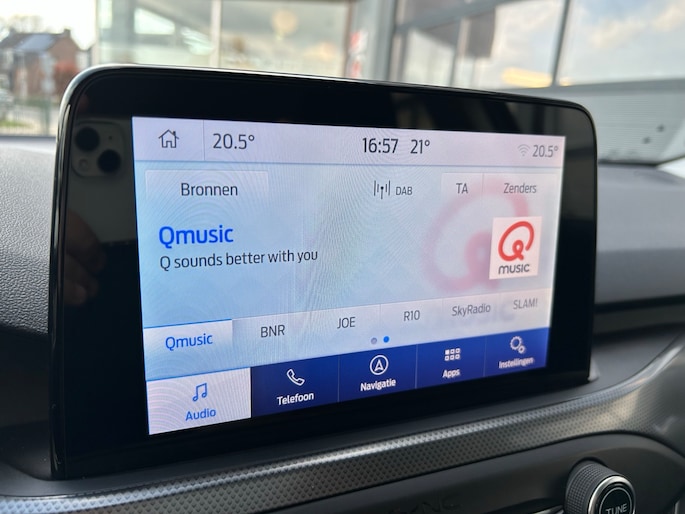 20.5° 16:57 21° 20.5°
Bronnen DAB TA Zenders
Qmusic
Q sounds better with you
Q
music
Qmusic BNR JOE R10 SkyRadio SLAM!
Audio Telefoon Navigatie Apps Instellingen
TUNE